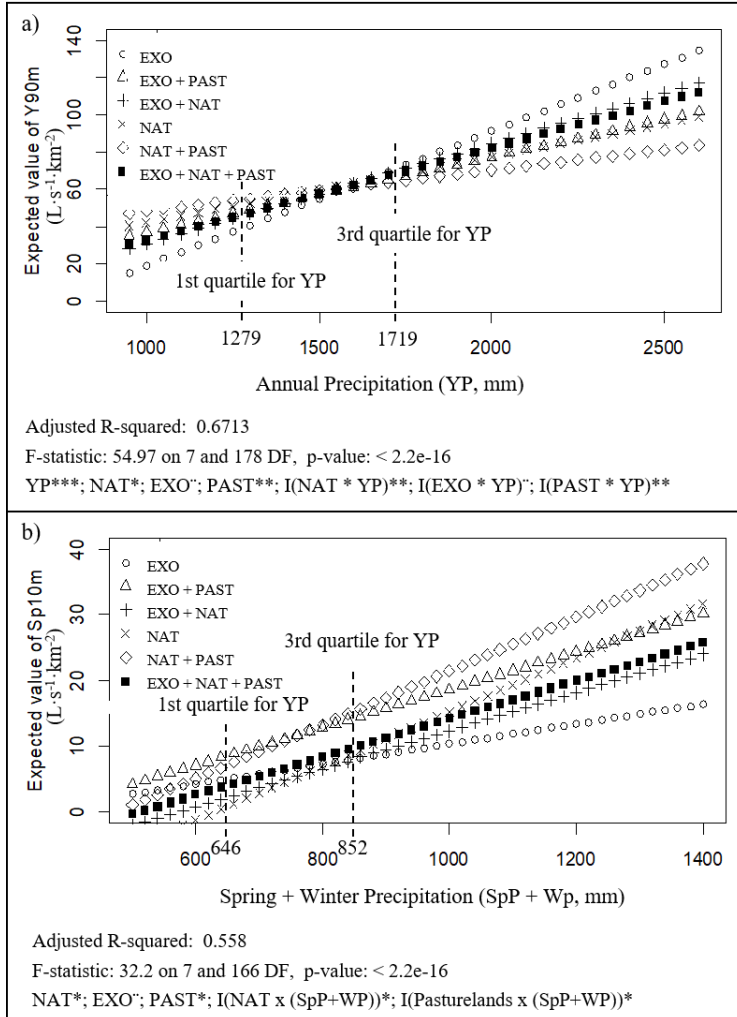 a)
Expected value of Y90m
(L·s⁻¹·km⁻²)
140
100
60
40
20
0
EXO
EXO + PAST
EXO + NAT
NAT
NAT + PAST
EXO + NAT + PAST
1st quartile for YP
3rd quartile for YP
1000
1279
1500
1719
2000
2500
Annual Precipitation (YP, mm)
Adjusted R-squared: 0.6713
F-statistic: 54.97 on 7 and 178 DF, p-value: < 2.2e-16
YP***; NAT*; EXO¨; PAST**; I(NAT * YP)**; I(EXO * YP)¨; I(PAST * YP)**
b)
Expected value of Sp10m
(L·s⁻¹·km⁻²)
40
30
20
10
0
EXO
EXO + PAST
EXO + NAT
NAT
NAT + PAST
EXO + NAT + PAST
3rd quartile for YP
1st quartile for YP
600
646
800
852
1000
1200
1400
Spring + Winter Precipitation (SpP + Wp, mm)
Adjusted R-squared: 0.558
F-statistic: 32.2 on 7 and 166 DF, p-value: < 2.2e-16
NAT*; EXO¨; PAST*; I(NAT x (SpP+WP))*; I(Pasturelands x (SpP+WP))*